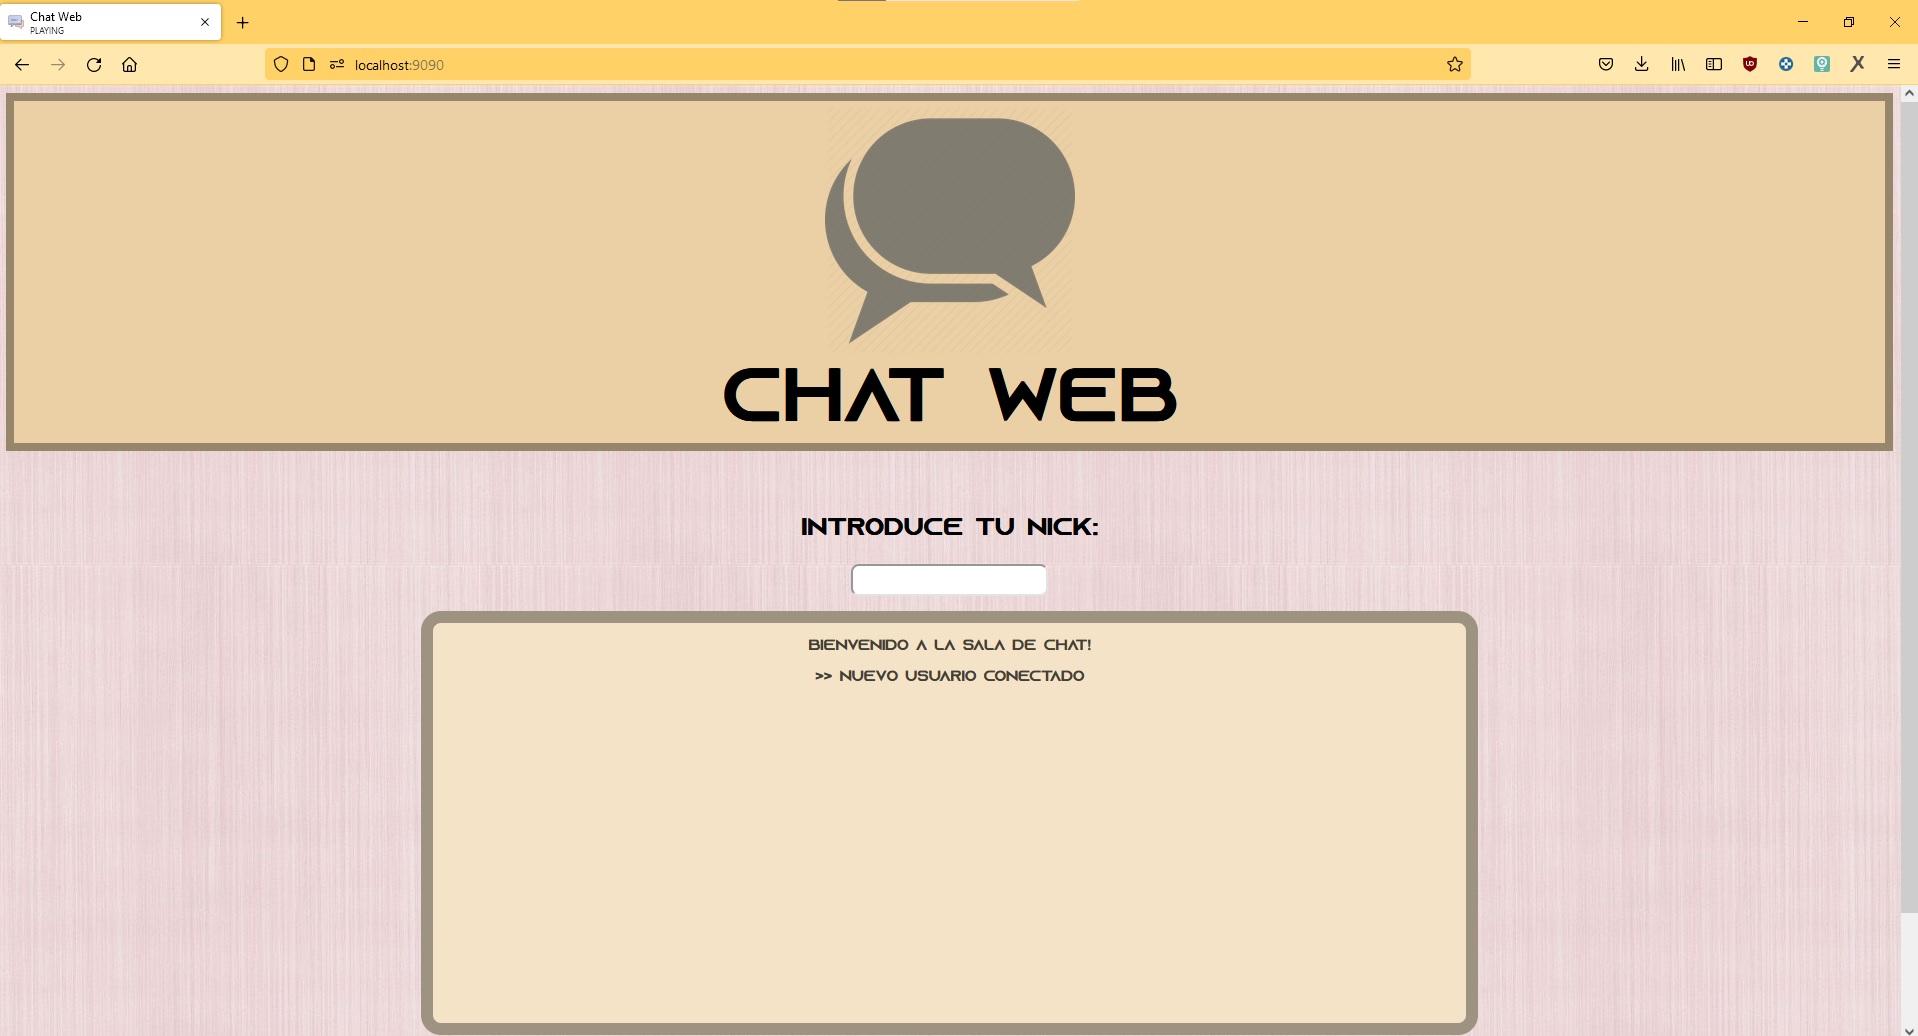 Chat Web
PLAYING
localhost:9090
CHAT WEB
INTRODUCE TU NICK:
BIENVENIDO A LA SALA DE CHAT!
>> NUEVO USUARIO CONECTADO